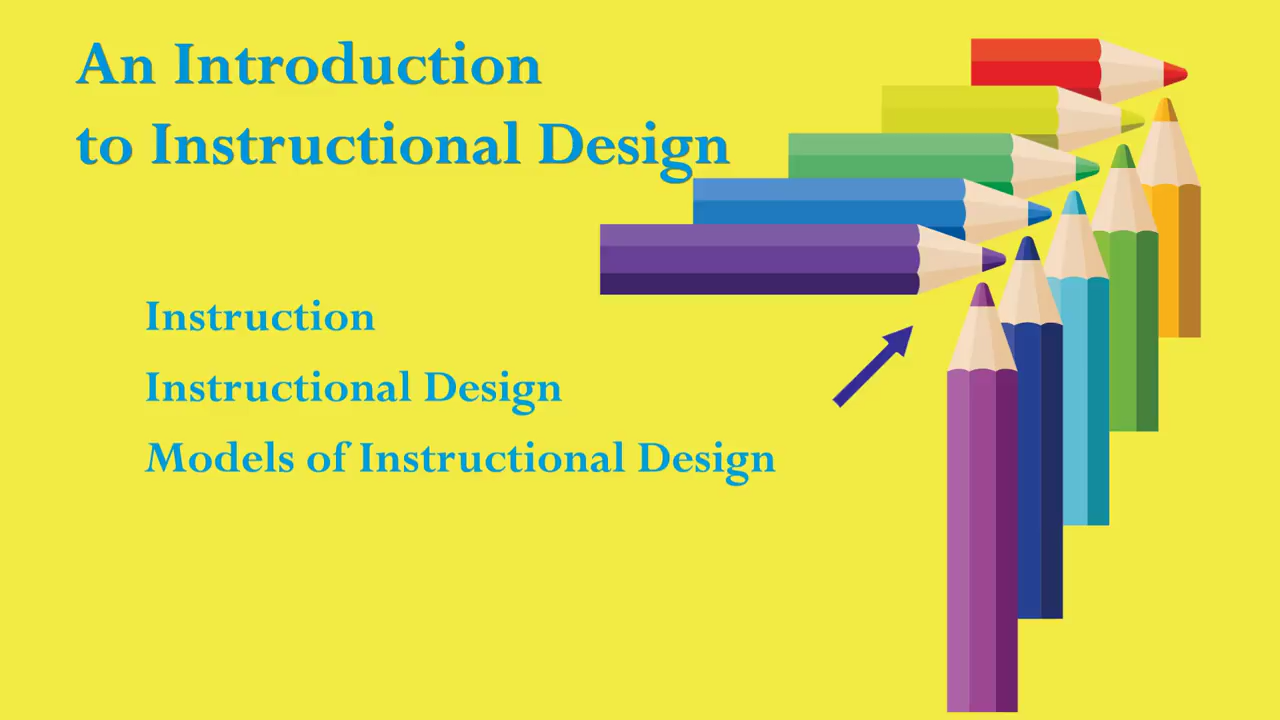 An Introduction
to Instructional Design
Instruction
Instructional Design
Models of Instructional Design